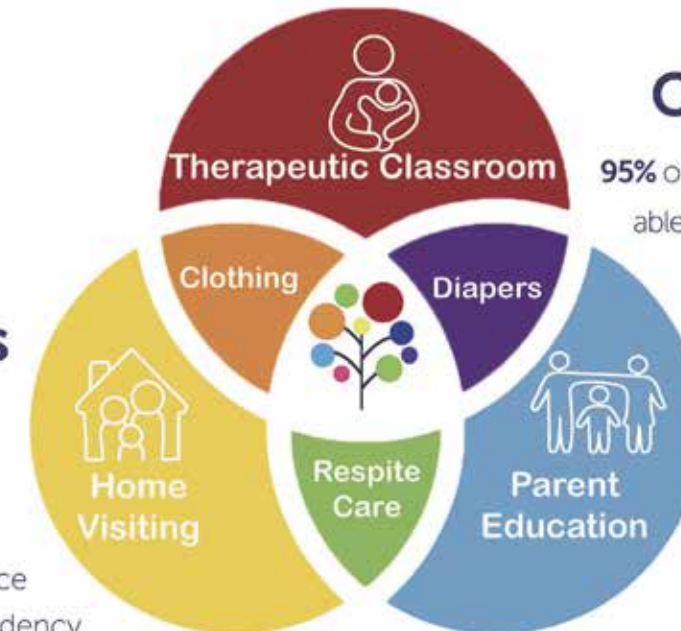 Therapeutic Classroom
95%
able
Clothing
Diapers
Home
Visiting
Respite
Care
Parent
Education